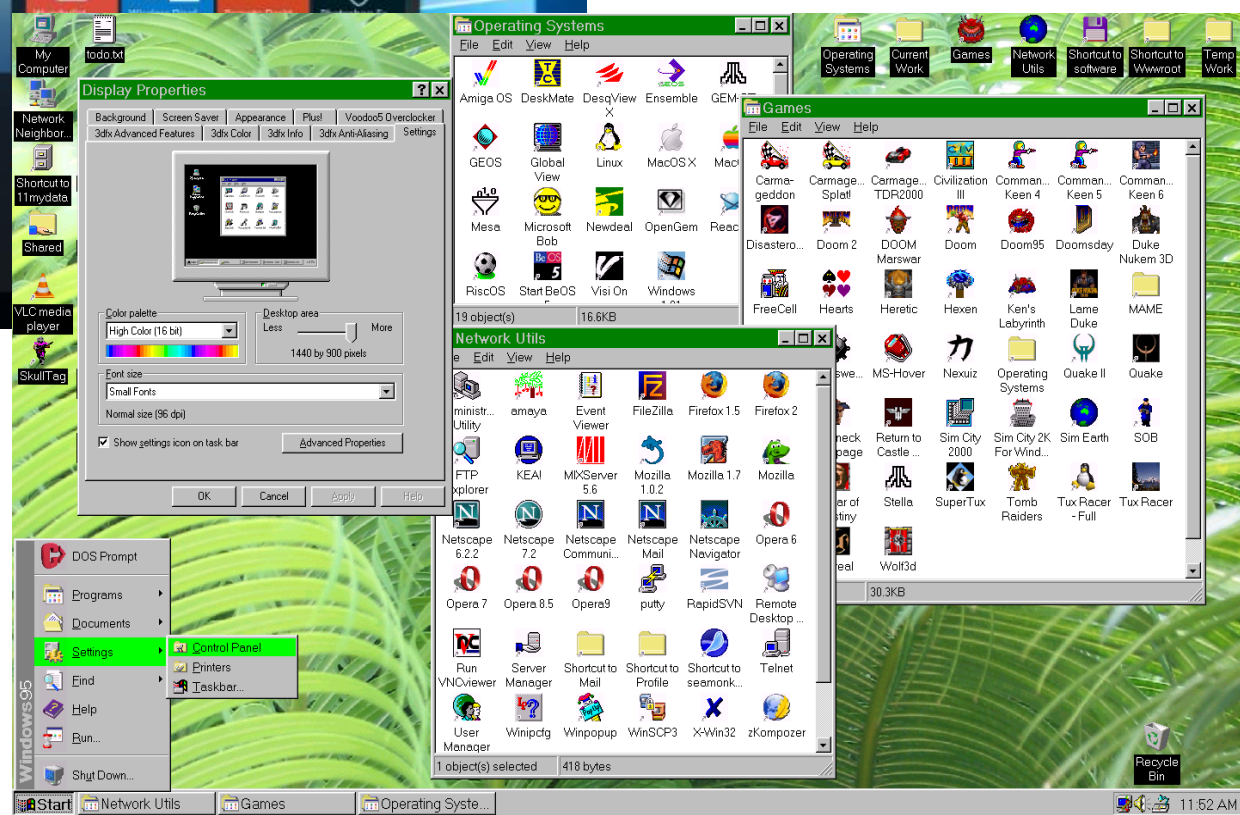 My
Computer
todo.txt
Network
Neighbor...
Shortcut to
11mydata
Shared
VLC media
player
SkullTag
Display Properties
Background
Screen Saver
Appearance
Plus!
Voodoo5 Overclocker
3dfx Advanced Features
3dfx Color
3dfx Info
3dfx Anti-Aliasing
Settings
Color palette
High Color (16 bit)
Desktop area
Less
More
1440 by 900 pixels
Font size
Small Fonts
Normal size (96 dpi)
Show settings icon on task bar
Advanced Properties
OK
Cancel
Apply
Help
Operating Systems
File Edit View Help
Amiga OS
DeskMate
DesqView
X
Ensemble
GEOS
Global
View
Linux
MacOS X
Mesa
Microsoft
Bob
Newdeal
OpenGem
RiscOS
Start BeOS
Visi On
Windows
19 object(s)
16.6KB
Operating
Systems
Current
Work
Games
Network
Utils
Shortcut to
software
Shortcut to
Wwwroot
Temp
Work
Games
File Edit View Help
Carma-
geddon
Carmage...
Splat!
Carmage...
TDR2000
Civilization
III
Comman...
Keen 4
Comman...
Keen 5
Comman...
Keen 6
Disastero...
Doom 2
DOOM
Marswar
Doom
Doom95
Doomsday
Duke
Nukem 3D
FreeCell
Hearts
Heretic
Hexen
Ken's
Labyrinth
Lame
Duke
MAME
MS-Hover
Nexuiz
Operating
Systems
Quake II
Quake
Return to
Castle ...
Sim City
2000
Sim City 2K
For Wind...
Sim Earth
SOB
Stella
SuperTux
Tomb
Raiders
Tux Racer
- Full
Tux Racer
Wolf3d
30.3KB
Network Utils
Edit View Help
Utility
amaya
Event
Viewer
FileZilla
Firefox 1.5
Firefox 2
FTP
KEA!
MIXServer
5.6
Mozilla
1.0.2
Mozilla 1.7
Mozilla
Netscape
6.2.2
Netscape
7.2
Netscape
Communi...
Netscape
Mail
Netscape
Navigator
Opera 6
Opera 7
Opera 8.5
Opera9
putty
RapidSVN
Remote
Desktop ...
Run
VNCviewer
Server
Manager
Shortcut to
Mail
Shortcut to
Profile
Shortcut to
seamonk...
Telnet
User
Manager
Winipcfg
Winpopup
WinSCP3
X-Win32
zKompozer
1 object(s) selected
418 bytes
Windows95
DOS Prompt
Programs
Documents
Settings
Find
Help
Run...
Shut Down...
Control Panel
Printers
Taskbar...
Recycle
Bin
Start
Network Utils
Games
Operating Syste...
11:52 AM